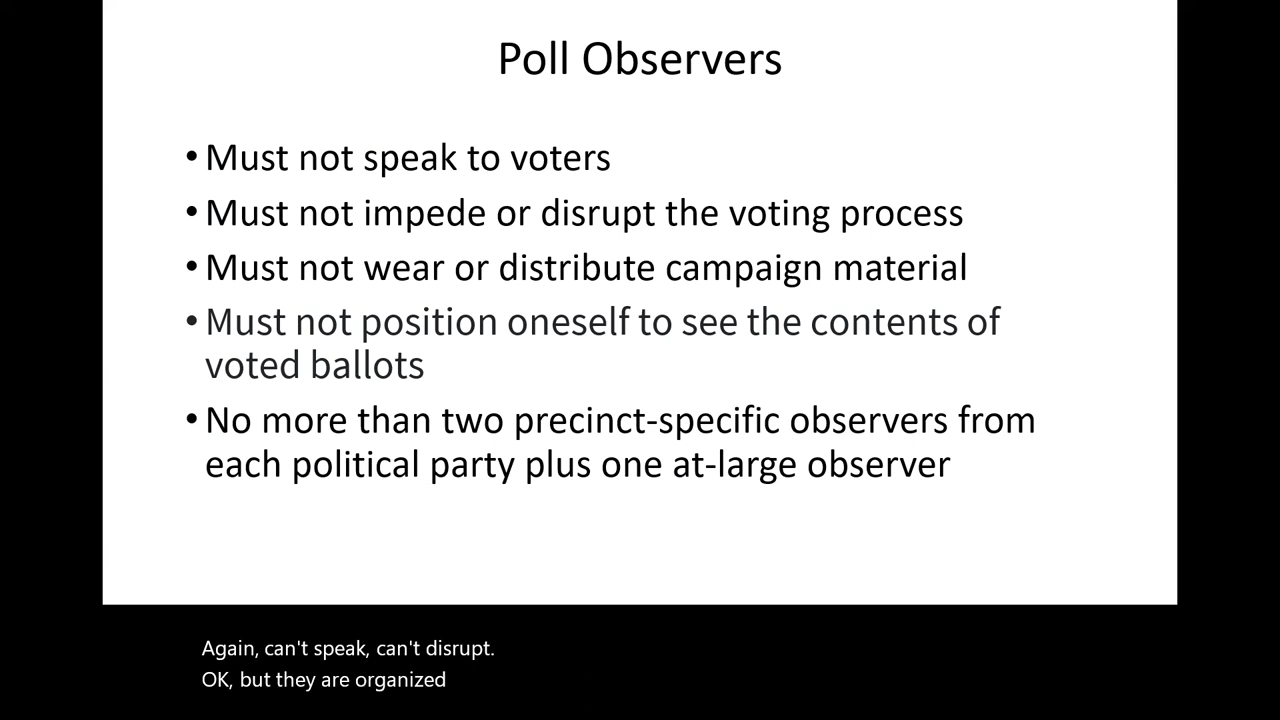 Poll Observers
• Must not speak to voters
• Must not impede or disrupt the voting process
• Must not wear or distribute campaign material
• Must not position oneself to see the contents of
voted ballots
• No more than two precinct-specific observers from
each political party plus one at-large observer
Again, can't speak, can't disrupt.
OK, but they are organized